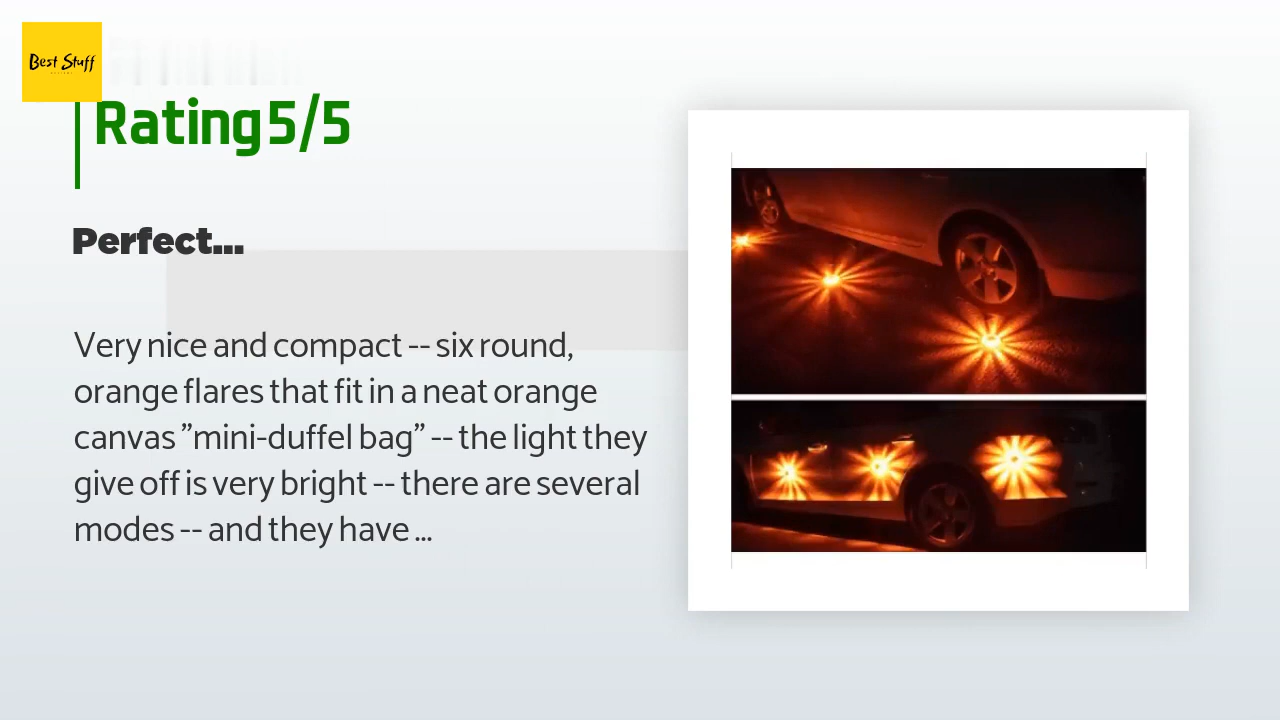 Best Stuff
Rating 5/5
Perfect...
Very nice and compact -- six round,
orange flares that fit in a neat orange
canvas "mini-duffel bag" -- the light they
give off is very bright -- there are several
modes -- and they have ...